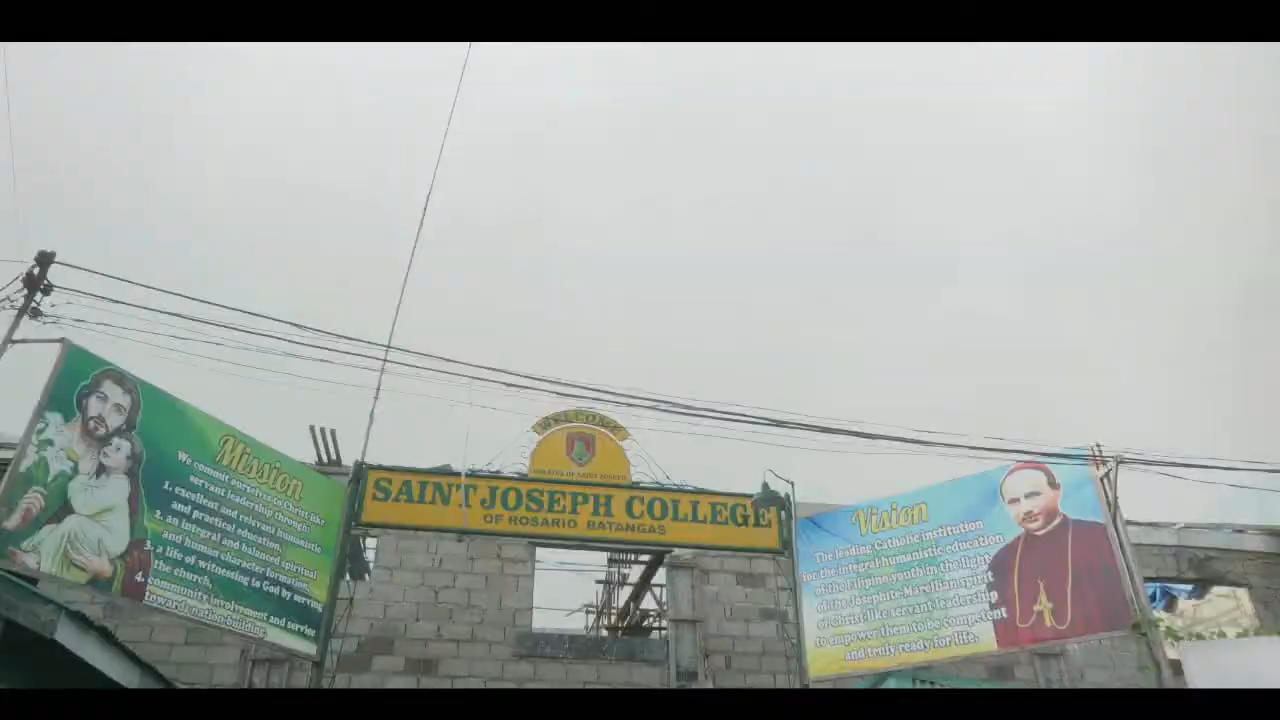 Mission
We commit ourselves to Christ-like
servant leadership through:
1. excellent and relevant humanistic
and practical education,
2. an integral and balanced spiritual
and human character formation,
3. a life of witnessing to God by serving
the church,
4. community involvement and service
toward nation-building
WELCOME
OBLATES OF SAINT JOSEPH
SAINT JOSEPH COLLEGE
OF ROSARIO BATANGAS
Vision
The leading Catholic institution
for the integral humanistic education
of the Filipino youth in the light
of the Josephite-Marellian spirit
of Christ-like servant leadership
to empower them to be competent
and truly ready for life.